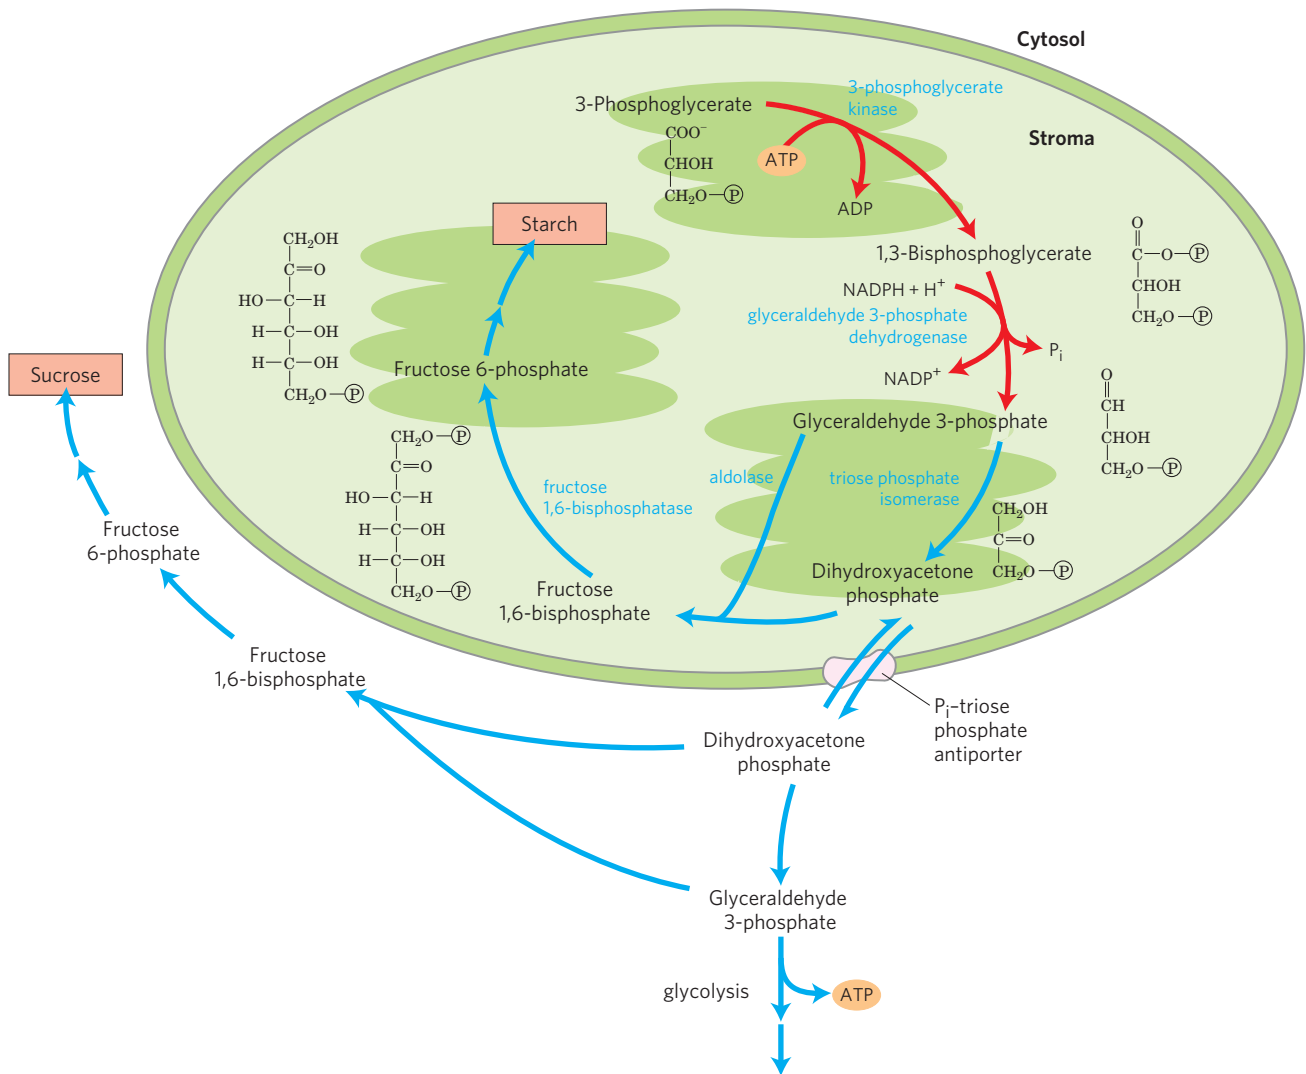 Cytosol
Stroma
3-phosphoglycerate
kinase
3-Phosphoglycerate
COO⁻
CHOH
CH₂O—Ⓟ
ATP
ADP
Starch
1,3-Bisphosphoglycerate
O
C—O—Ⓟ
CHOH
CH₂O—Ⓟ
NADPH + H⁺
glyceraldehyde 3-phosphate
dehydrogenase
Pᵢ
NADP⁺
CH₂OH
C=O
HO—C—H
H—C—OH
H—C—OH
CH₂O—Ⓟ
Fructose 6-phosphate
Sucrose
Glyceraldehyde 3-phosphate
O
CH
CHOH
CH₂O—Ⓟ
CH₂O—Ⓟ
C=O
HO—C—H
H—C—OH
H—C—OH
CH₂O—Ⓟ
fructose
1,6-bisphosphatase
aldolase
triose phosphate
isomerase
CH₂OH
C=O
CH₂O—Ⓟ
Dihydroxyacetone
phosphate
Fructose
1,6-bisphosphate
Fructose
6-phosphate
Fructose
1,6-bisphosphate
Pᵢ–triose
phosphate
antiporter
Dihydroxyacetone
phosphate
Glyceraldehyde
3-phosphate
glycolysis
ATP